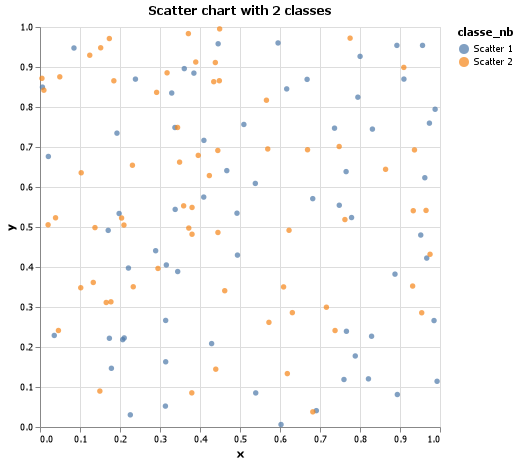 Scatter chart with 2 classes
classe_nb
Scatter 1
Scatter 2
1.0
0.9
0.8
0.7
0.6
0.5
0.4
0.3
0.2
0.1
0.0
y
0.0 0.1 0.2 0.3 0.4 0.5 0.6 0.7 0.8 0.9 1.0
x